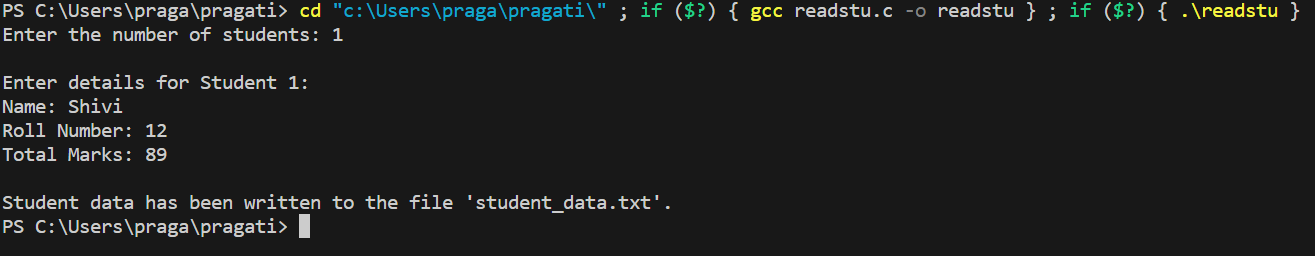 PS C:\Users\praga\pragati> cd "c:\Users\praga\pragati\" ; if ($?) { gcc readstu.c -o readstu } ; if ($?) { .\readstu }
Enter the number of students: 1
Enter details for Student 1:
Name: Shivi
Roll Number: 12
Total Marks: 89
Student data has been written to the file 'student_data.txt'.
PS C:\Users\praga\pragati>